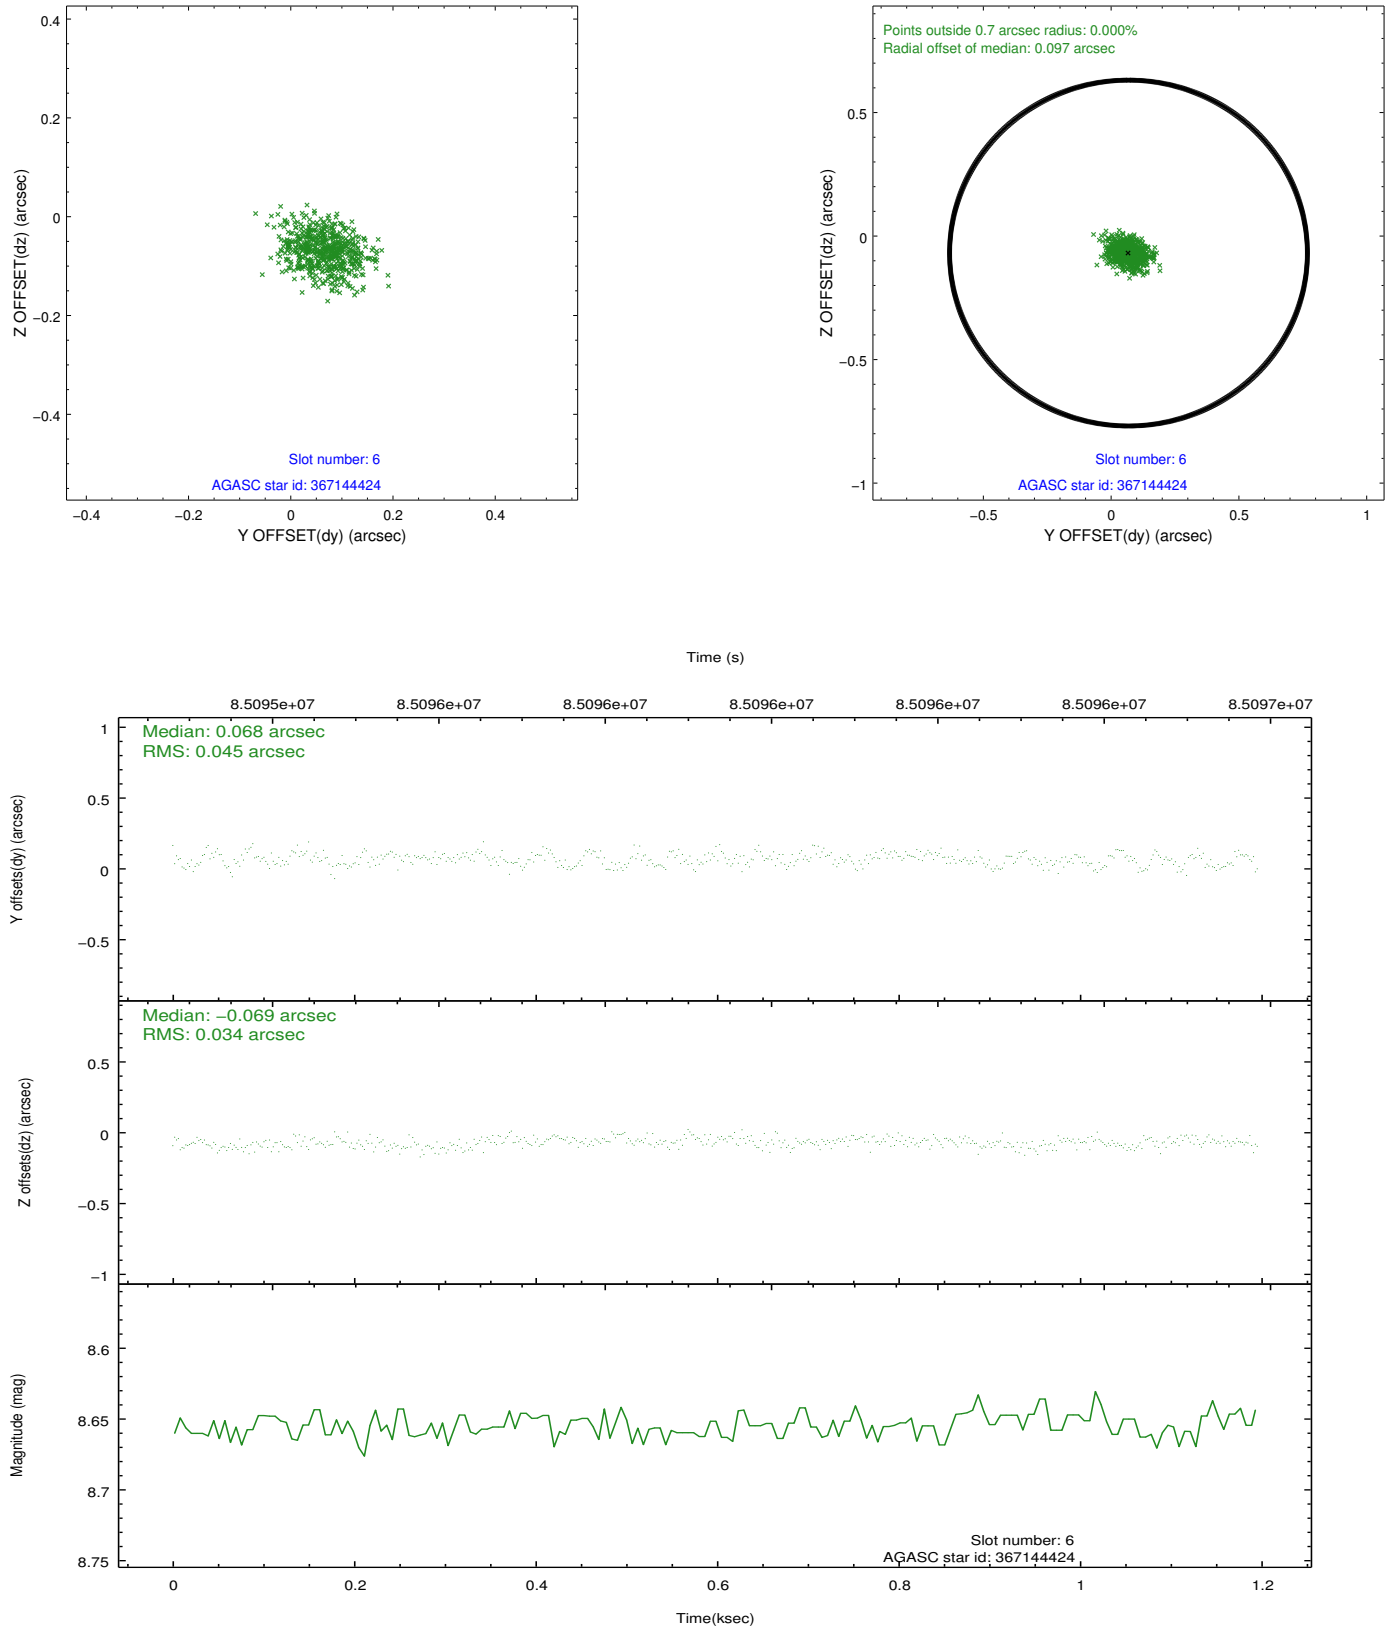 0.4
0.2
0
−0.2
−0.4
Z OFFSET(dz) (arcsec)
Slot number: 6
AGASC star id: 367144424
−0.4
−0.2
0
0.2
0.4
Y OFFSET(dy) (arcsec)
Points outside 0.7 arcsec radius: 0.000%
Radial offset of median: 0.097 arcsec
0.5
0
−0.5
−1
Z OFFSET(dz) (arcsec)
Slot number: 6
AGASC star id: 367144424
−0.5
0
0.5
1
Y OFFSET(dy) (arcsec)
Time (s)
8.5095e+07
8.5096e+07
8.5096e+07
8.5096e+07
8.5096e+07
8.5096e+07
8.5097e+07
Median: 0.068 arcsec
RMS: 0.045 arcsec
1
0.5
0
−0.5
Y offsets(dy) (arcsec)
Median: −0.069 arcsec
RMS: 0.034 arcsec
0.5
0
−0.5
−1
Z offsets(dz) (arcsec)
8.6
8.65
8.7
8.75
Magnitude (mag)
Slot number: 6
AGASC star id: 367144424
0
0.2
0.4
0.6
0.8
1
1.2
Time(ksec)